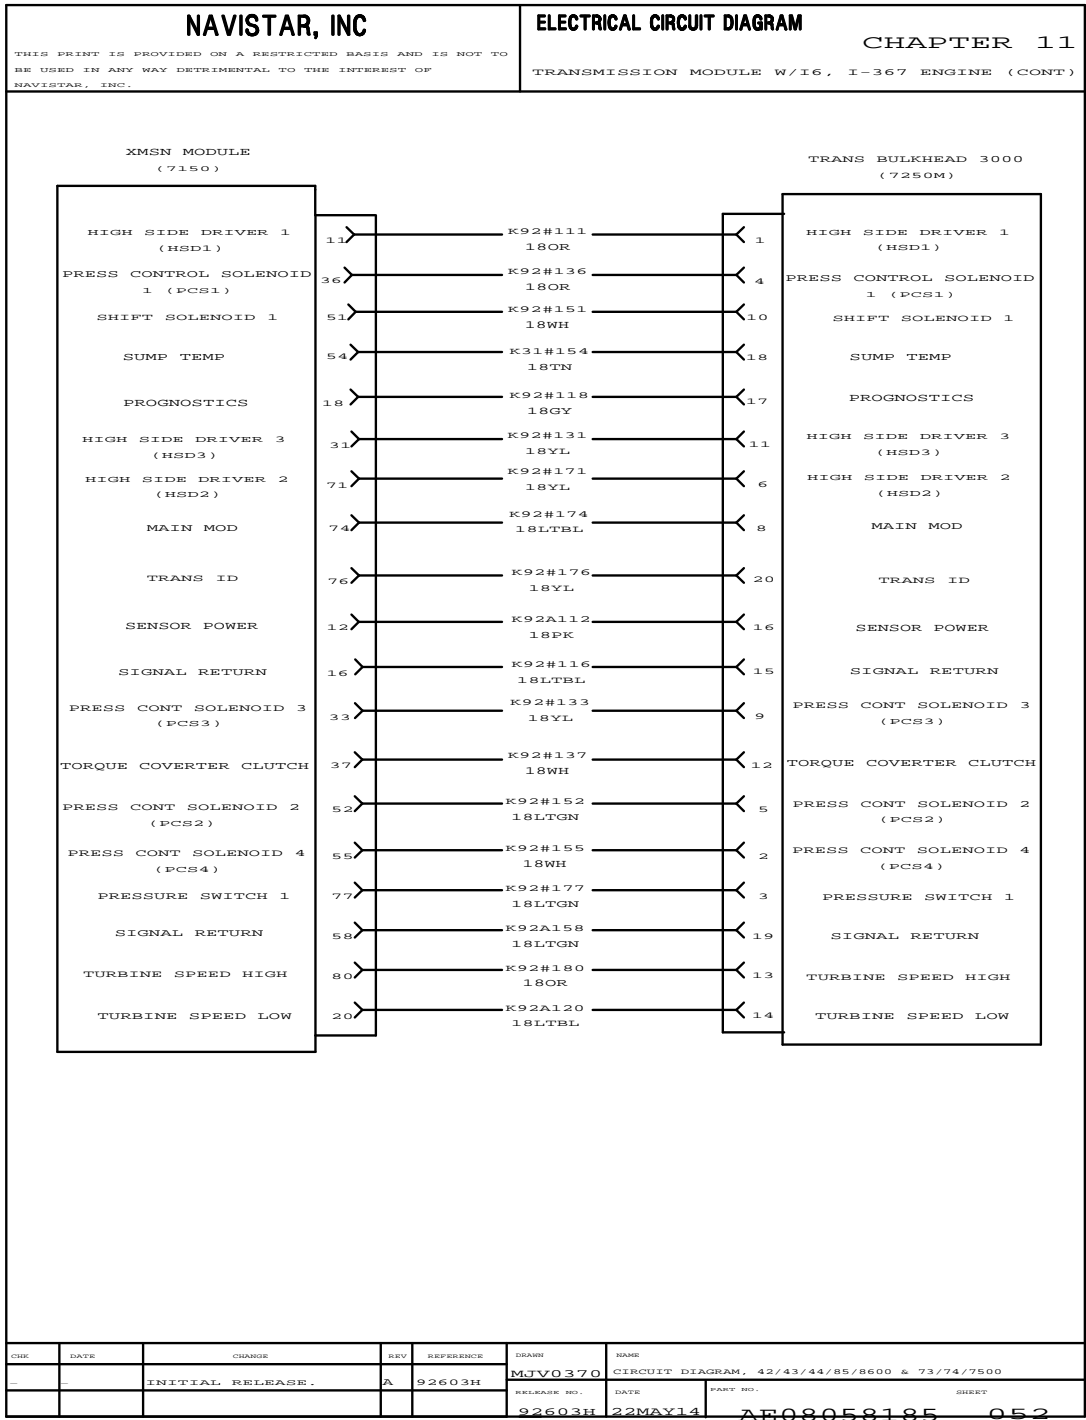 NAVISTAR, INC
THIS PRINT IS PROVIDED ON A RESTRICTED BASIS AND IS NOT TO
BE USED IN ANY WAY DETRIMENTAL TO THE INTEREST OF
NAVISTAR, INC.
ELECTRICAL CIRCUIT DIAGRAM
CHAPTER 11
TRANSMISSION MODULE W/I6, I-367 ENGINE (CONT)
XMSN MODULE
(7150)
TRANS BULKHEAD 3000
(7250M)
HIGH SIDE DRIVER 1
(HSD1)
11
K92#111
18OR
1
HIGH SIDE DRIVER 1
(HSD1)
PRESS CONTROL SOLENOID
1 (PCS1)
36
K92#136
18OR
4
PRESS CONTROL SOLENOID
1 (PCS1)
SHIFT SOLENOID 1
51
K92#151
18WH
10
SHIFT SOLENOID 1
SUMP TEMP
54
K31#154
18TN
18
SUMP TEMP
PROGNOSTICS
18
K92#118
18GY
17
PROGNOSTICS
HIGH SIDE DRIVER 3
(HSD3)
31
K92#131
18YL
11
HIGH SIDE DRIVER 3
(HSD3)
HIGH SIDE DRIVER 2
(HSD2)
71
K92#171
18YL
6
HIGH SIDE DRIVER 2
(HSD2)
MAIN MOD
74
K92#174
18LTBL
8
MAIN MOD
TRANS ID
76
K92#176
18YL
20
TRANS ID
SENSOR POWER
12
K92A112
18PK
16
SENSOR POWER
SIGNAL RETURN
16
K92#116
18LTBL
15
SIGNAL RETURN
PRESS CONT SOLENOID 3
(PCS3)
33
K92#133
18YL
9
PRESS CONT SOLENOID 3
(PCS3)
TORQUE COVERTER CLUTCH
37
K92#137
18WH
12
TORQUE COVERTER CLUTCH
PRESS CONT SOLENOID 2
(PCS2)
52
K92#152
18LTGN
5
PRESS CONT SOLENOID 2
(PCS2)
PRESS CONT SOLENOID 4
(PCS4)
55
K92#155
18WH
2
PRESS CONT SOLENOID 4
(PCS4)
PRESSURE SWITCH 1
77
K92#177
18LTGN
3
PRESSURE SWITCH 1
SIGNAL RETURN
58
K92A158
18LTGN
19
SIGNAL RETURN
TURBINE SPEED HIGH
80
K92#180
18OR
13
TURBINE SPEED HIGH
TURBINE SPEED LOW
20
K92A120
18LTBL
14
TURBINE SPEED LOW
CHK DATE CHANGE REV REFERENCE
- - INITIAL RELEASE. A 92603H
DRAWN
MJV0370
NAME
CIRCUIT DIAGRAM, 42/43/44/85/8600 & 73/74/7500
RELEASE NO.
92603H
DATE
22MAY14
PART NO. SHEET
AE08058185 052